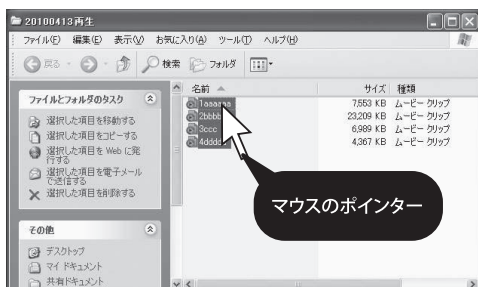 20100413再生
ファイル(F) 編集(E) 表示(V) お気に入り(A) ツール(T) ヘルプ(H)
戻る 検索 フォルダ
名前 サイズ 種類
ファイルとフォルダのタスク
選択した項目を移動する
選択した項目をコピーする
選択した項目を Web に発
行する
選択した項目を電子メール
で送信する
選択した項目を削除する
1aaaaaa 7,553 KB ムービー クリップ
2bbbb 23,209 KB ムービー クリップ
3ccc 6,989 KB ムービー クリップ
4dddd 4,367 KB ムービー クリップ
マウスのポインター
その他
デスクトップ
マイ ドキュメント
共有ドキュメント